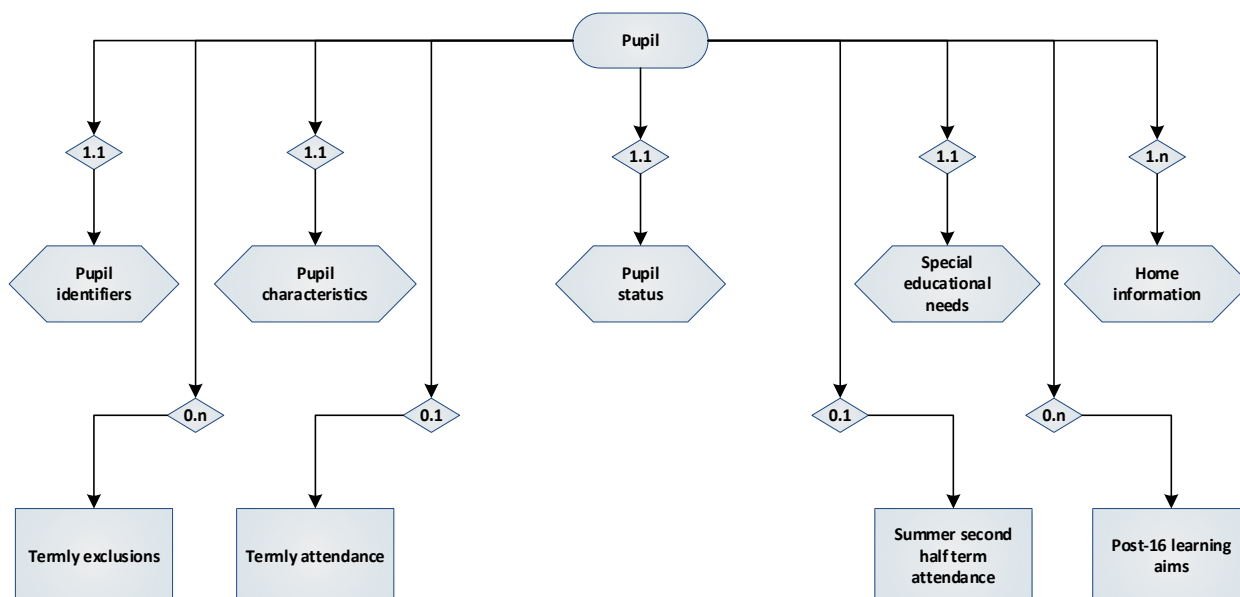 Pupil
1.1
1.1
1.1
1.1
1.n
Pupil
identifiers
Pupil
characteristics
Pupil
status
Special
educational
needs
Home
information
0.n
0.1
0.1
0.n
Termly exclusions
Termly attendance
Summer second
half term
attendance
Post-16 learning
aims